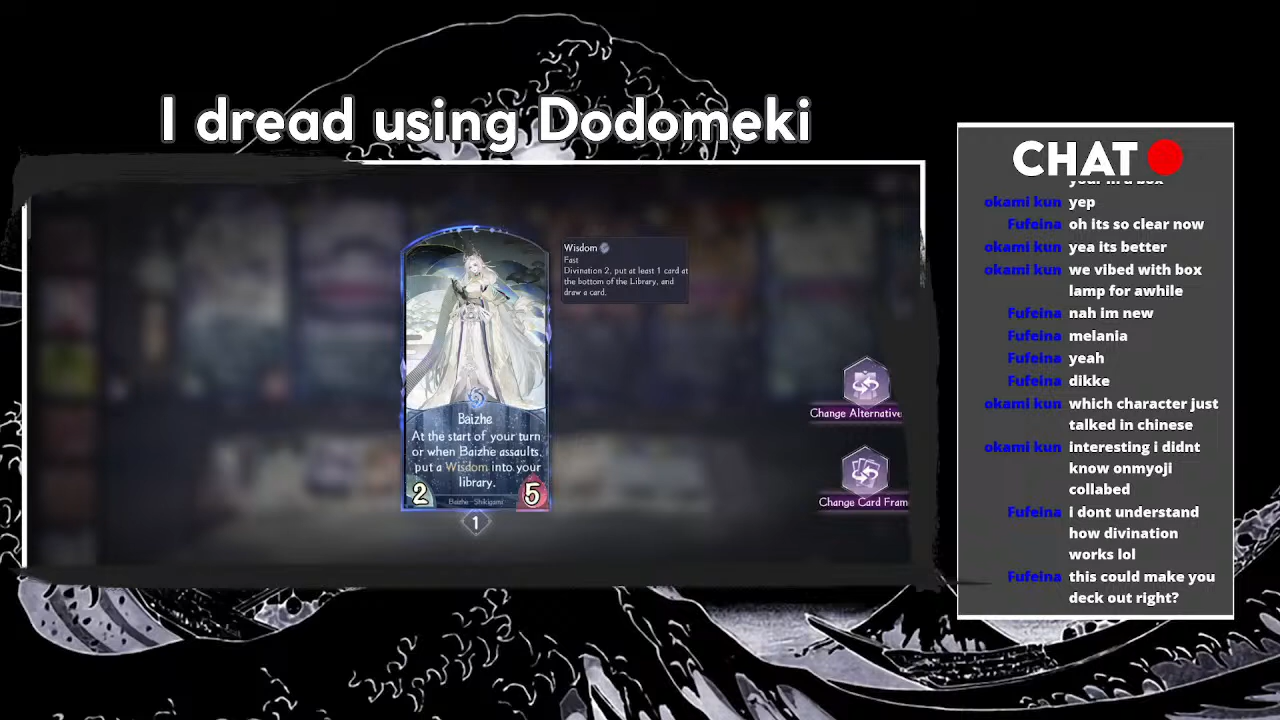 I dread using Dodomeki
CHAT
okami kun yep
Fufeina oh its so clear now
okami kun yea its better
okami kun we vibed with box
lamp for awhile
Fufeina nah im new
Fufeina melania
Fufeina yeah
Fufeina dikke
okami kun which character just
talked in chinese
okami kun interesting i didnt
know onmyoji
collabed
Fufeina i dont understand
how divination
works lol
Fufeina this could make you
deck out right?
Wisdom
Fast
Divination 2, put at least 1 card at
the bottom of the Library, and
draw a card.
Baizhe
At the start of your turn
or when Baizhe assaults,
put a Wisdom into your
library.
2
Baizhe · Shikigami
5
1
Change Alternative
Change Card Fram